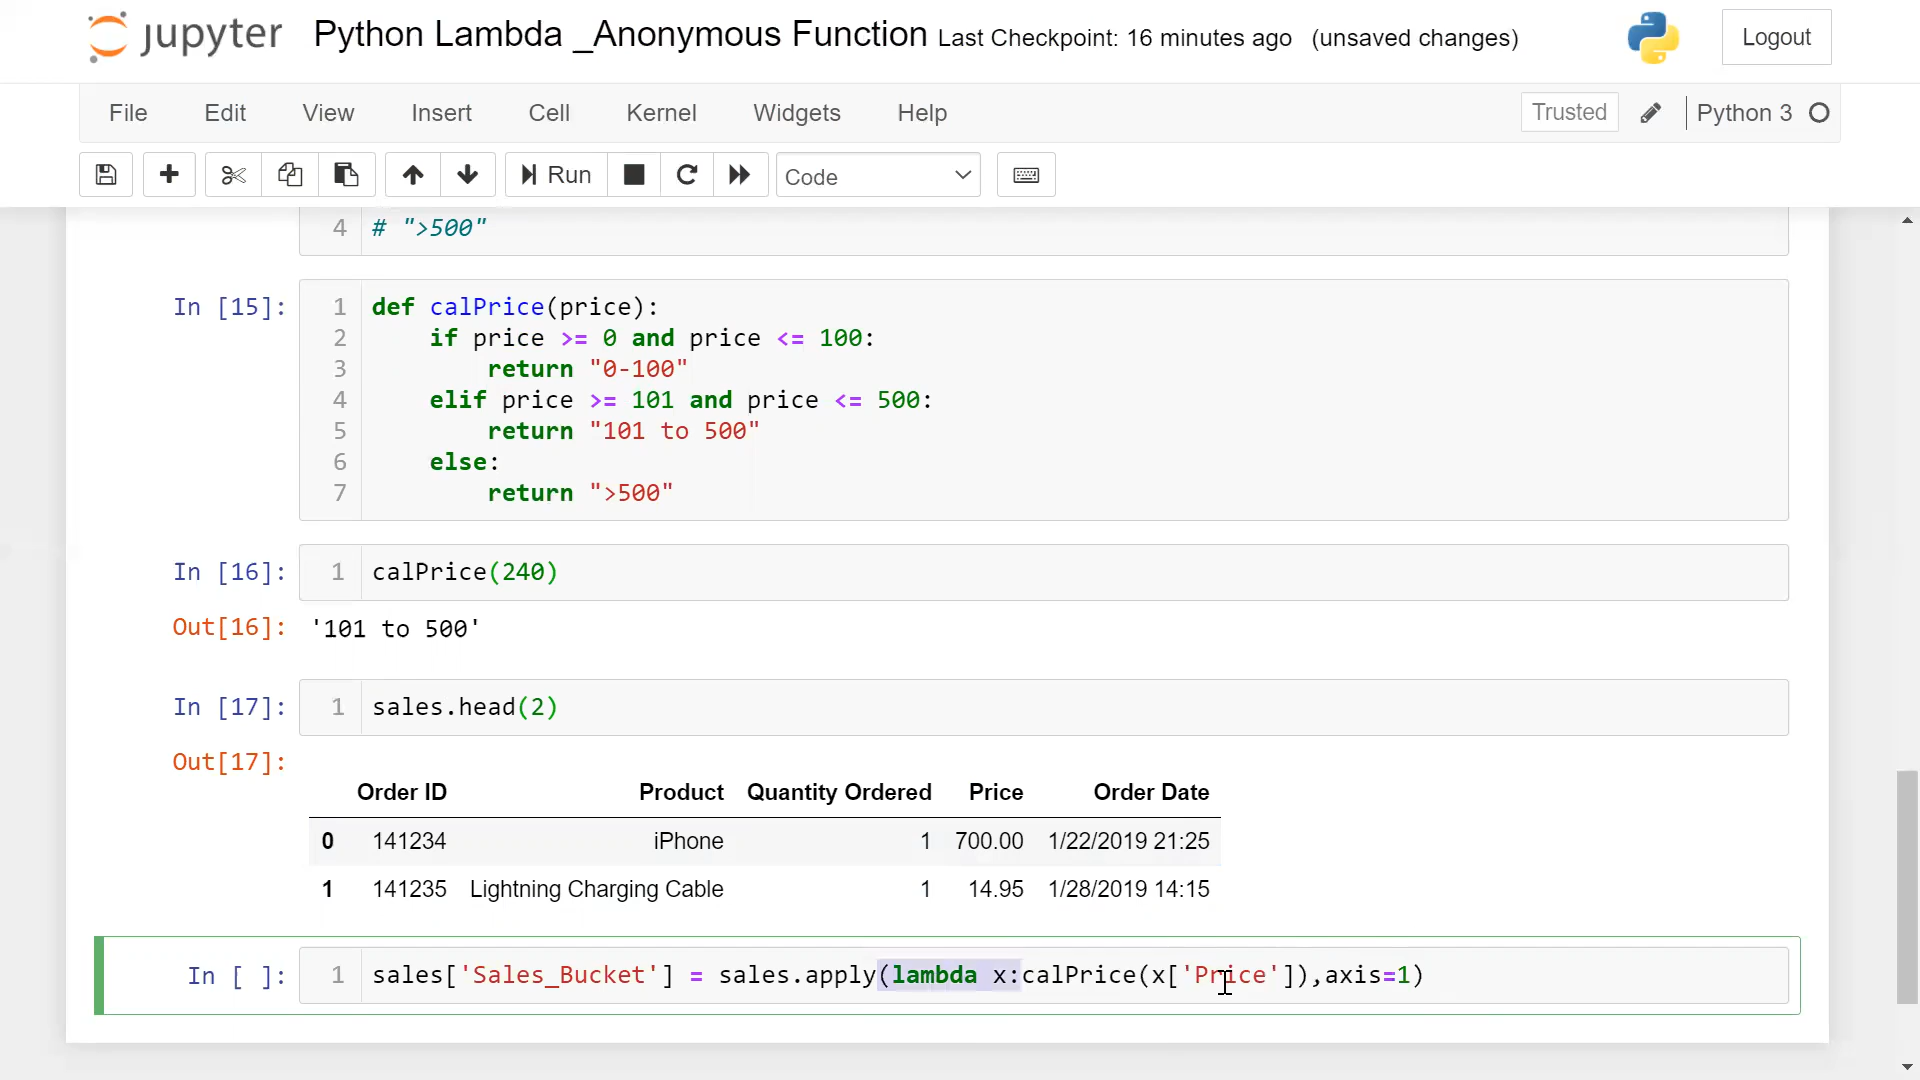 jupyter Python Lambda _Anonymous Function Last Checkpoint: 16 minutes ago (unsaved changes) Logout
File Edit View Insert Cell Kernel Widgets Help Trusted Python 3
Run Code
4 # ">500"
In [15]: 1 def calPrice(price):
2 if price >= 0 and price <= 100:
3 return "0-100"
4 elif price >= 101 and price <= 500:
5 return "101 to 500"
6 else:
7 return ">500"
In [16]: 1 calPrice(240)
Out[16]: '101 to 500'
In [17]: 1 sales.head(2)
Out[17]:
Order ID Product Quantity Ordered Price Order Date
0 141234 iPhone 1 700.00 1/22/2019 21:25
1 141235 Lightning Charging Cable 1 14.95 1/28/2019 14:15
In [ ]: 1 sales['Sales_Bucket'] = sales.apply(lambda x:calPrice(x['Price']),axis=1)